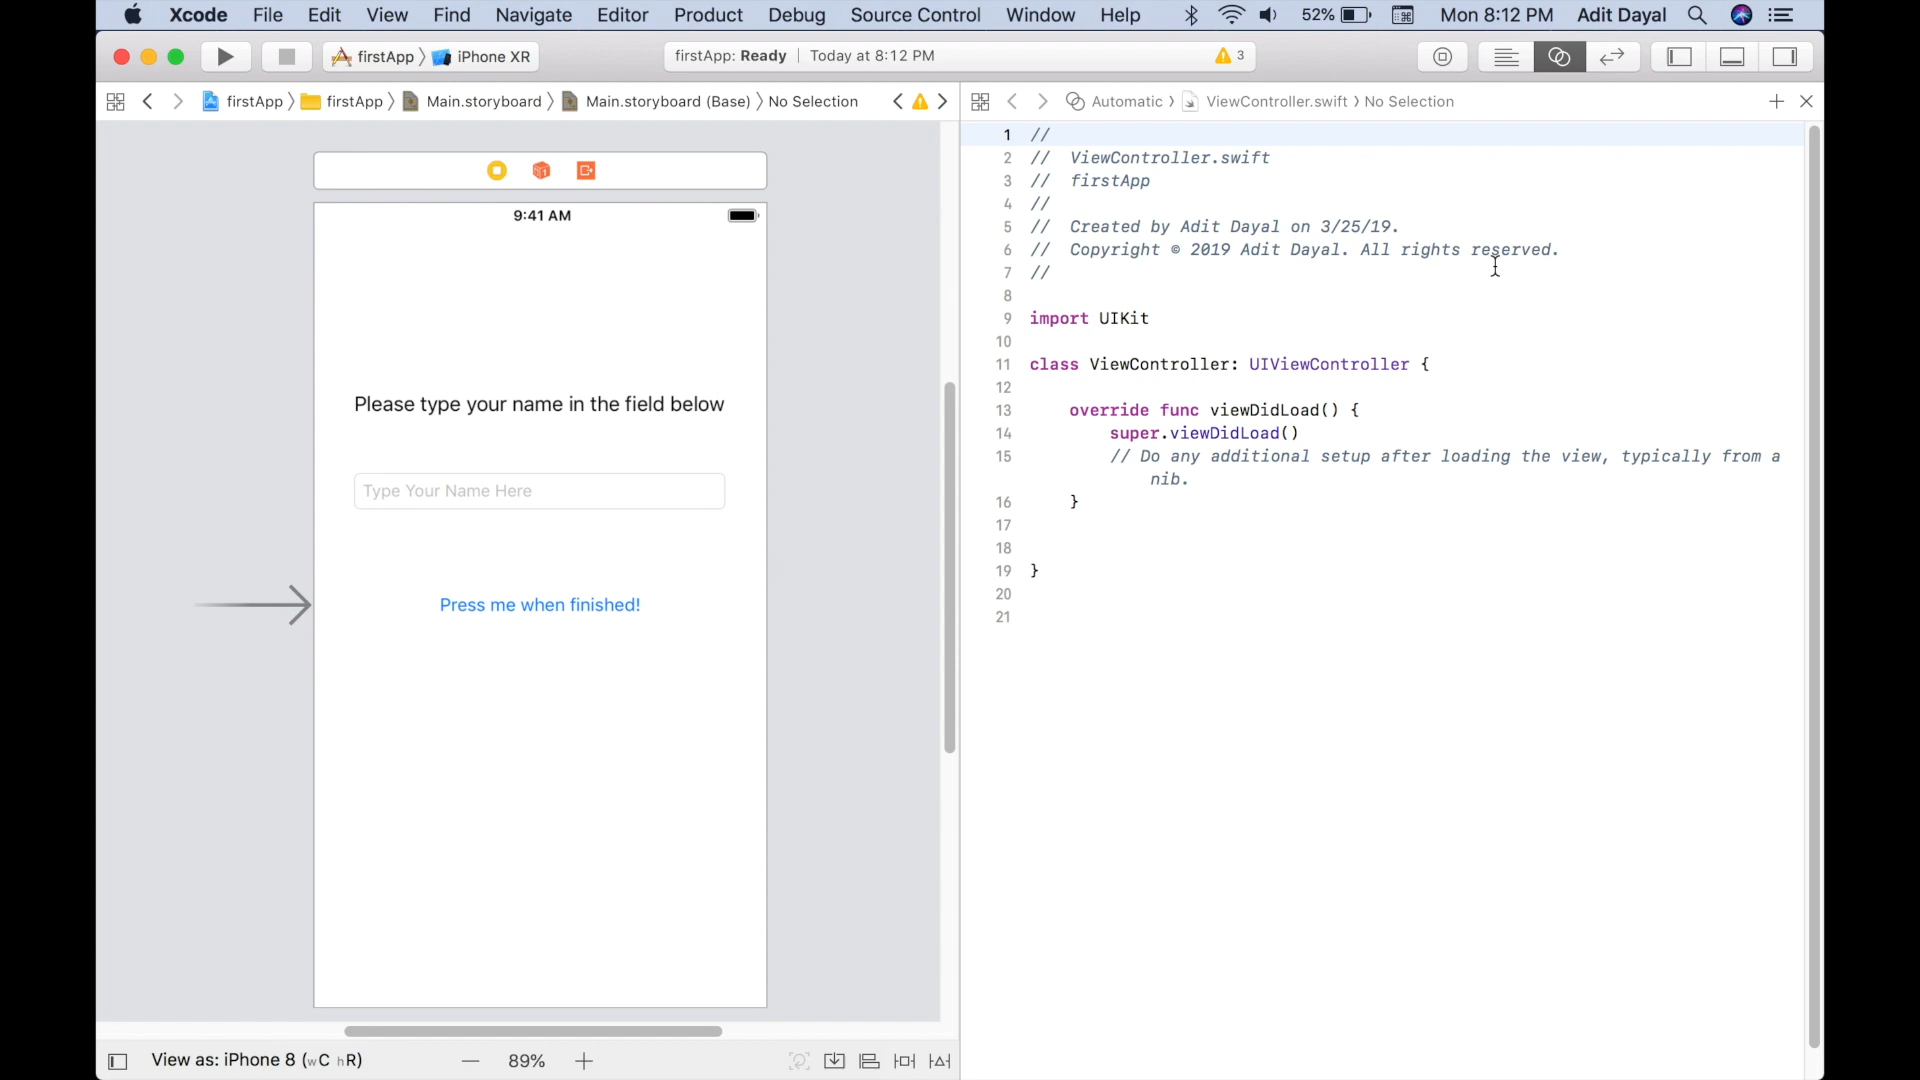 Xcode File Edit View Find Navigate Editor Product Debug Source Control Window Help 52% Mon 8:12 PM Adit Dayal
firstApp iPhone XR firstApp: Ready Today at 8:12 PM 3
firstApp firstApp Main.storyboard Main.storyboard (Base) No Selection
Automatic ViewController.swift No Selection
1
9:41 AM
Please type your name in the field below
Type Your Name Here
Press me when finished!
View as: iPhone 8 (wC hR) 89%
1 //
2 // ViewController.swift
3 // firstApp
4 //
5 // Created by Adit Dayal on 3/25/19.
6 // Copyright © 2019 Adit Dayal. All rights reserved.
7 //
8
9 import UIKit
10
11 class ViewController: UIViewController {
12
13 override func viewDidLoad() {
14 super.viewDidLoad()
15 // Do any additional setup after loading the view, typically from a
nib.
16 }
17
18
19 }
20
21